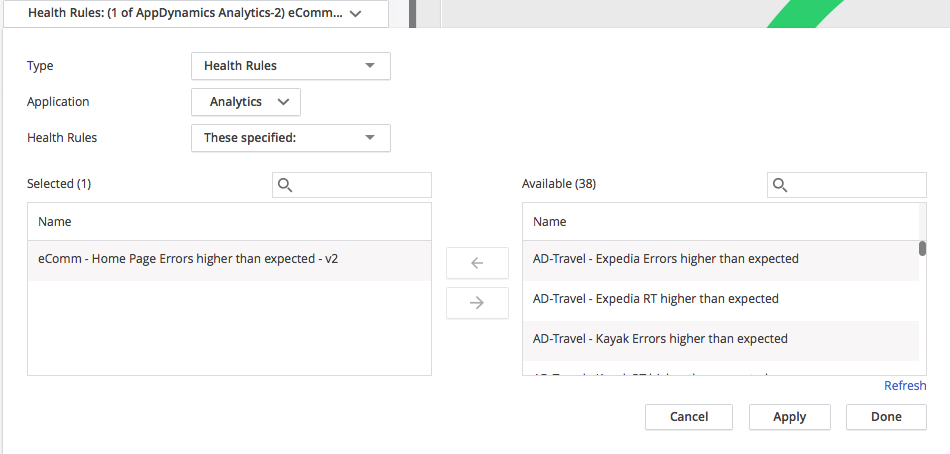 Health Rules: (1 of AppDynamics Analytics-2) eComm...
Type
Health Rules
Application
Analytics
Health Rules
These specified:
Selected (1)
Available (38)
Name
Name
eComm - Home Page Errors higher than expected - v2
AD-Travel - Expedia Errors higher than expected
AD-Travel - Expedia RT higher than expected
AD-Travel - Kayak Errors higher than expected
Refresh
Cancel
Apply
Done